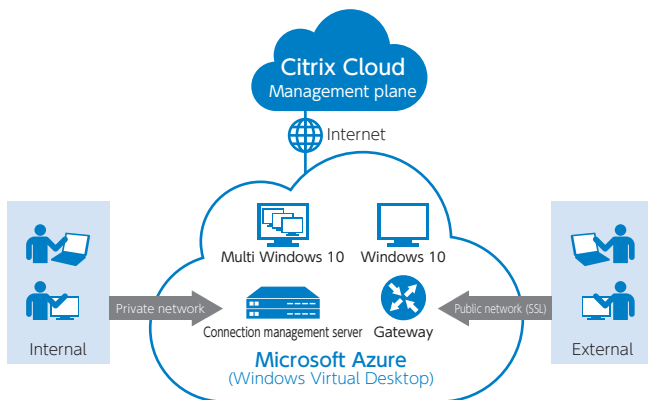 Citrix Cloud
Management plane
Internet
Multi Windows 10
Windows 10
Private network
Public network (SSL)
Connection management server
Gateway
Internal
External
Microsoft Azure
(Windows Virtual Desktop)